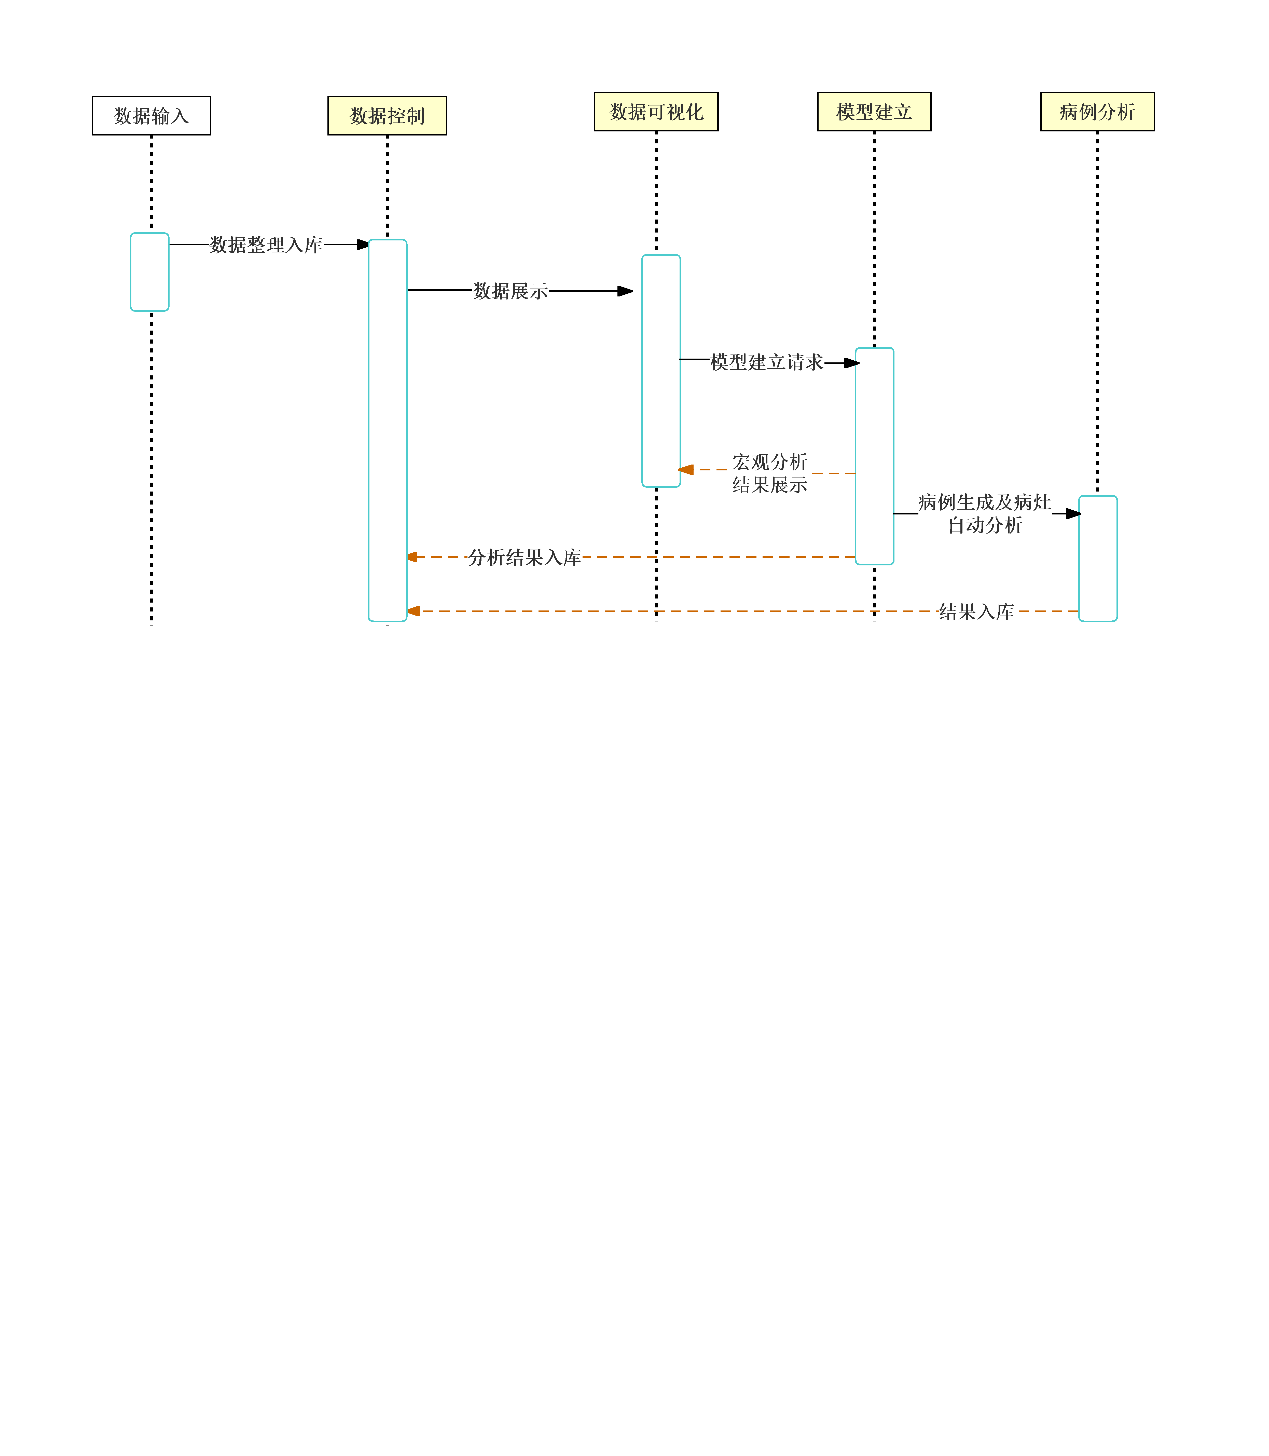 数据输入
数据控制
数据可视化
模型建立
病例分析
数据整理入库
数据展示
模型建立请求
宏观分析
结果展示
病例生成及病灶
自动分析
分析结果入库
结果入库